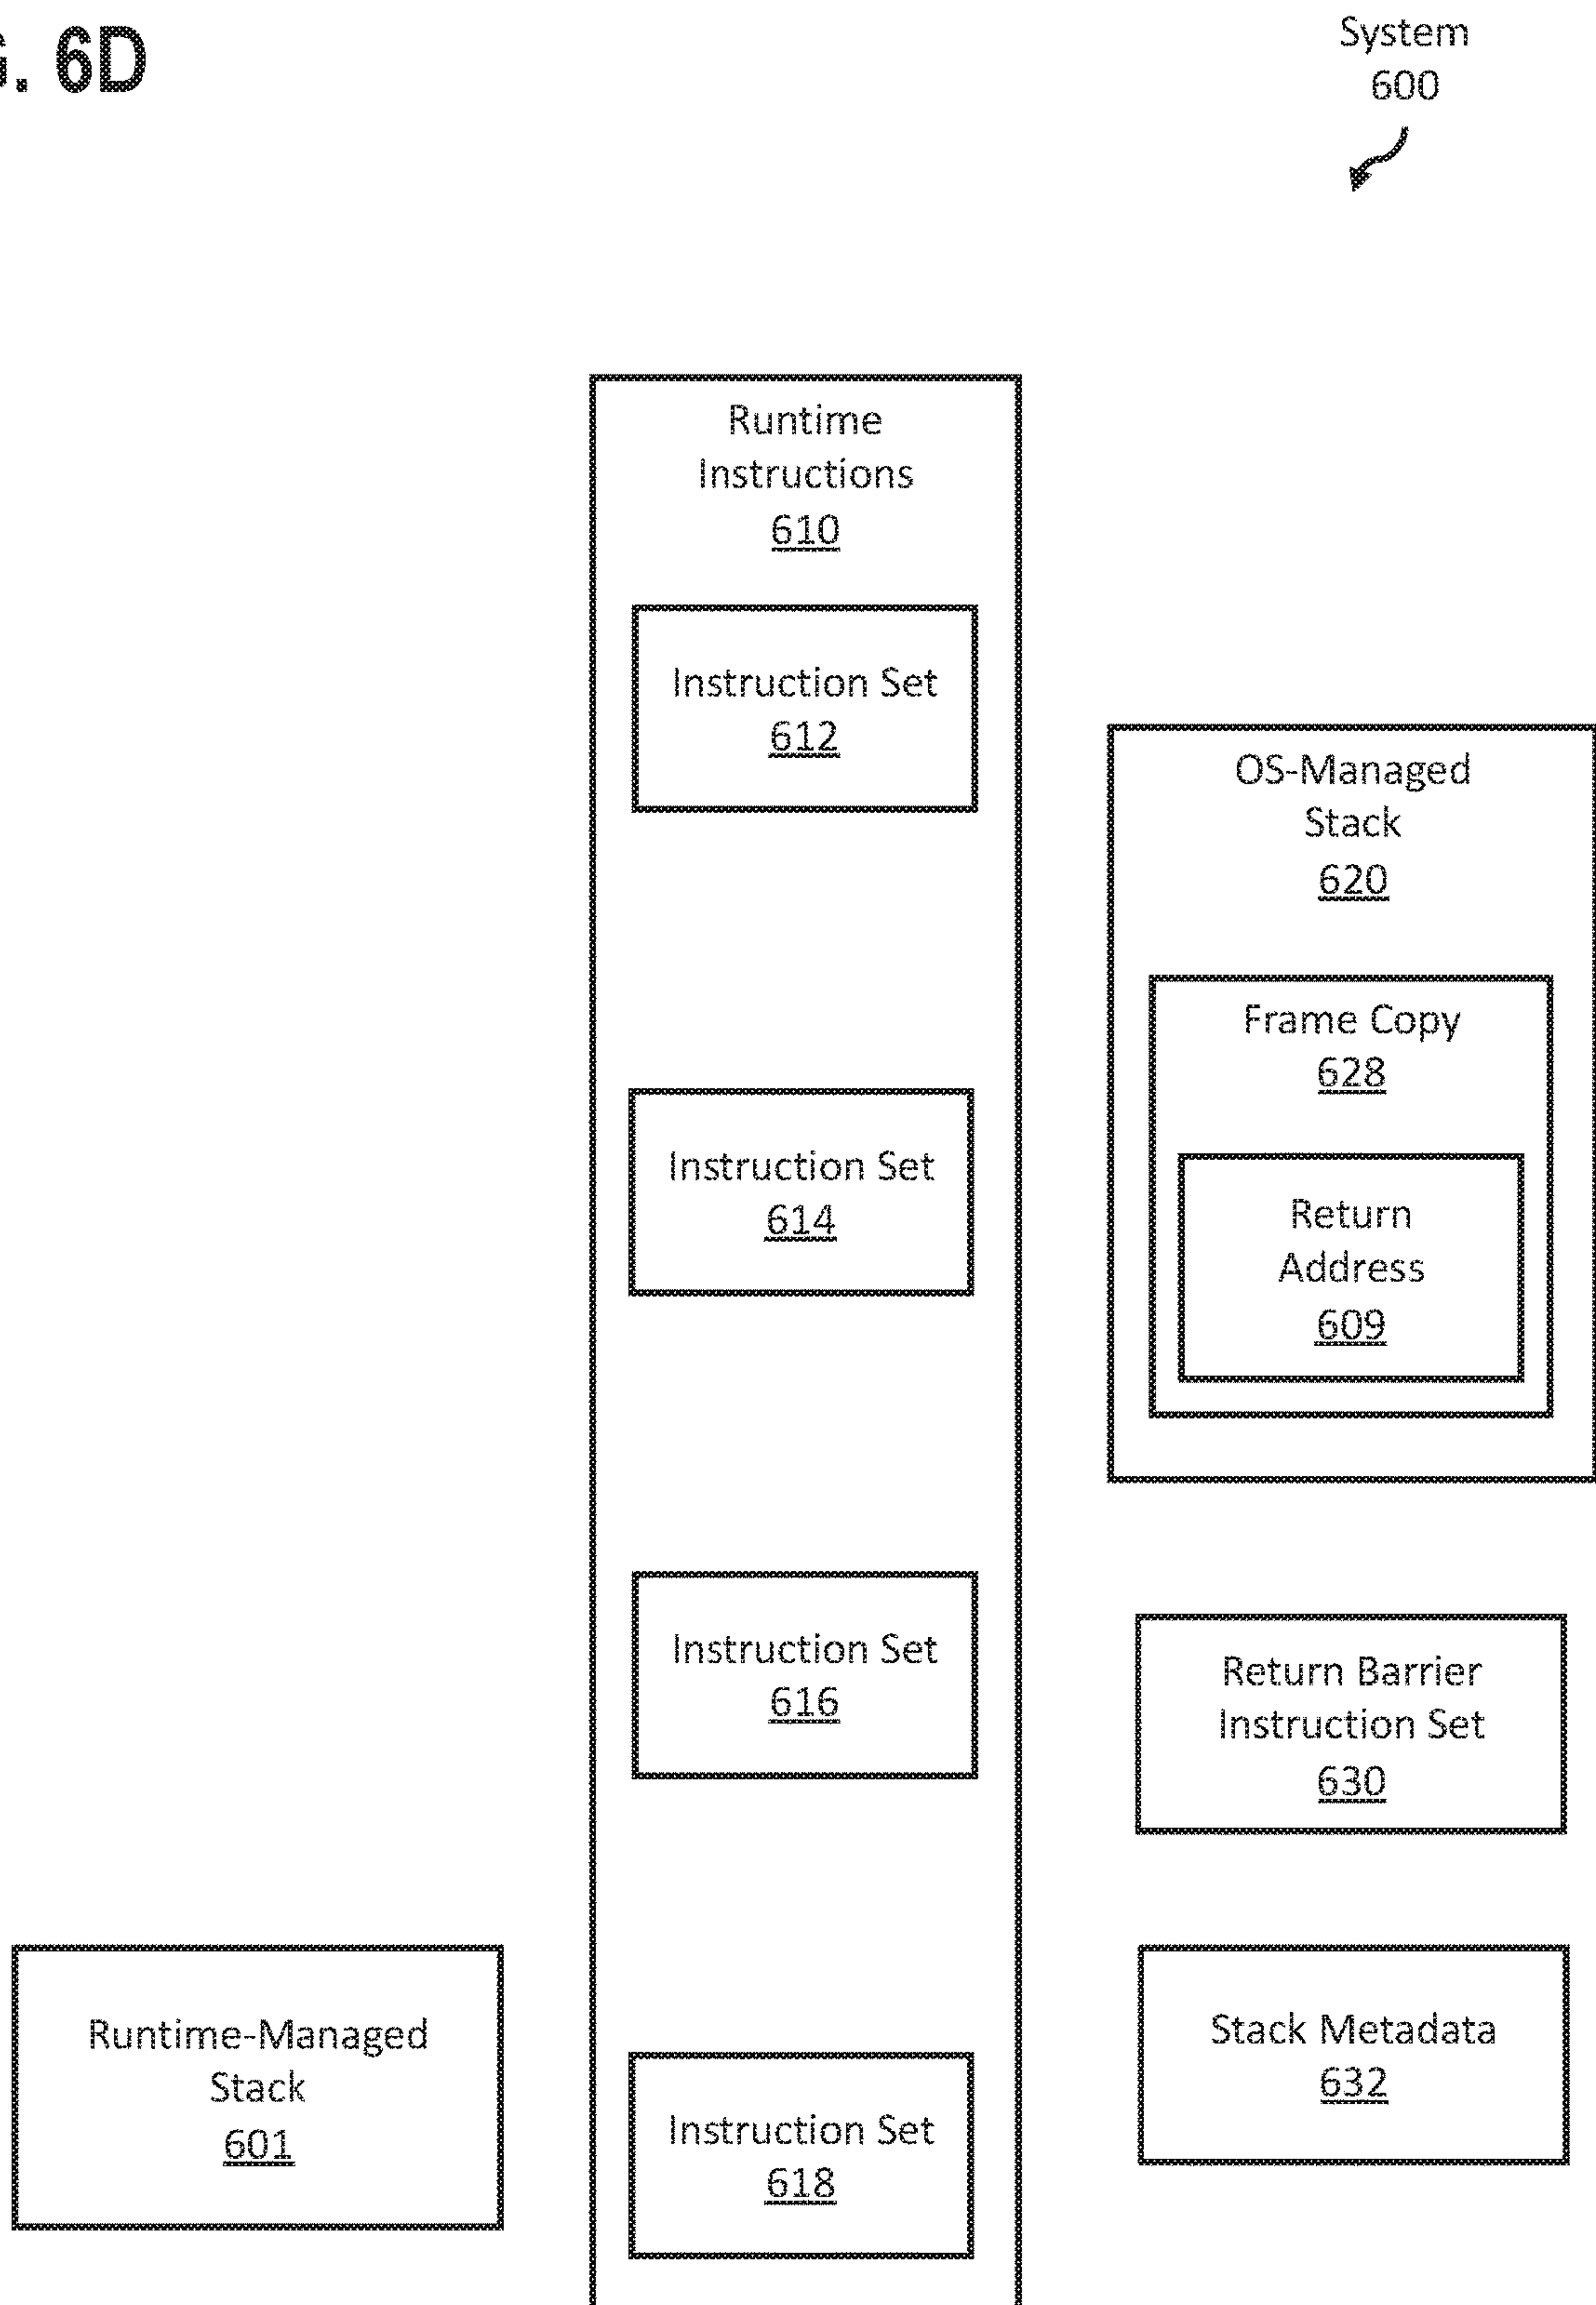 . 6D
System
600
Runtime
Instructions
610
Instruction Set
612
OS-Managed
Stack
620
Frame Copy
628
Return
Address
609
Instruction Set
614
Instruction Set
616
Return Barrier
Instruction Set
630
Runtime-Managed
Stack
601
Stack Metadata
632
Instruction Set
618